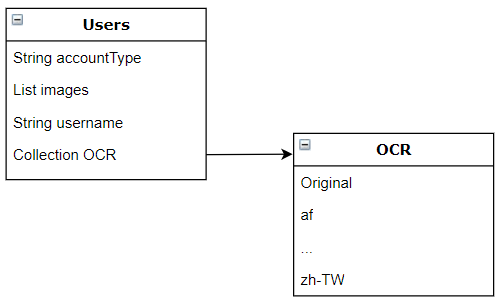 Users
String accountType
List images
String username
Collection OCR
OCR
Original
af
...
zh-TW